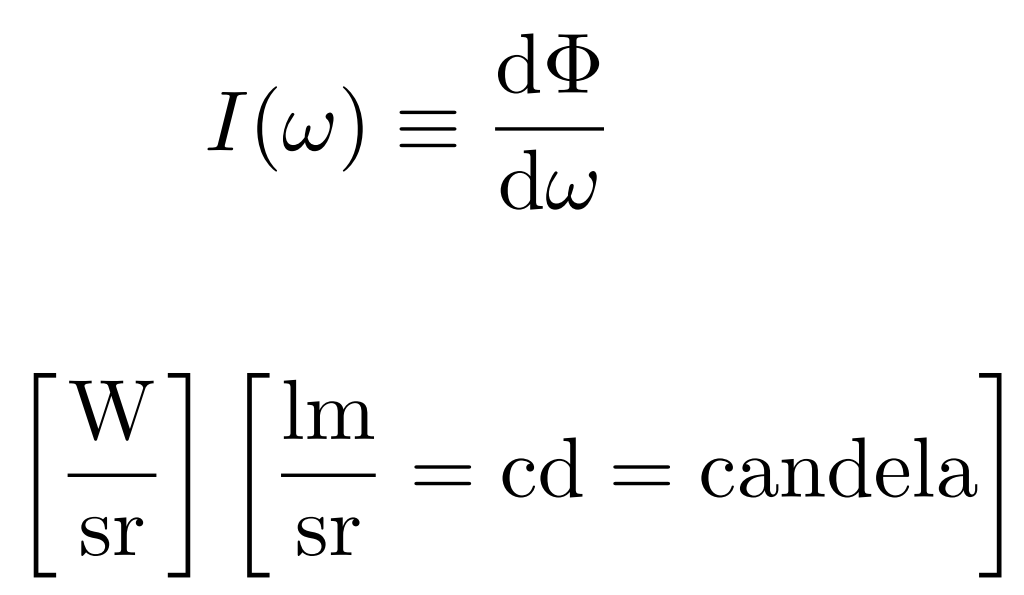 I(ω) ≡ dΦ/dω
[W/sr] [lm/sr = cd = candela]